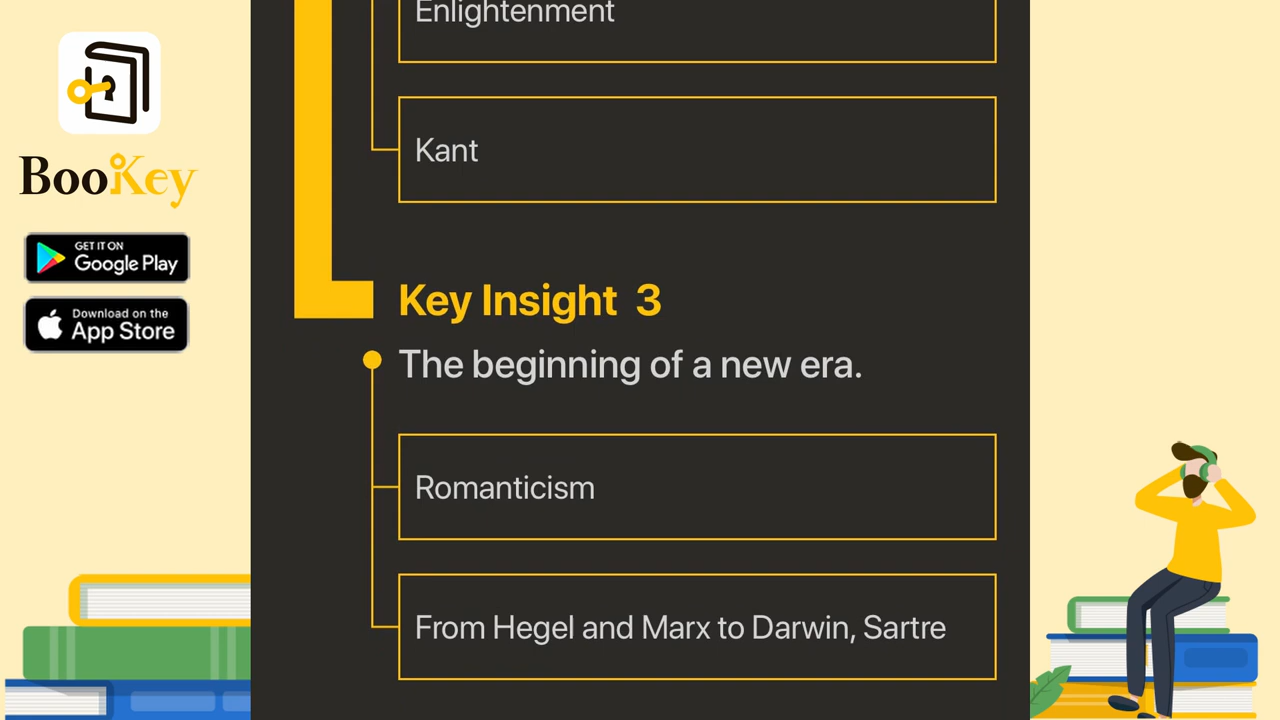 BooKey
GET IT ON
Google Play
Download on the
App Store
Enlightenment
Kant
Key Insight 3
The beginning of a new era.
Romanticism
From Hegel and Marx to Darwin, Sartre